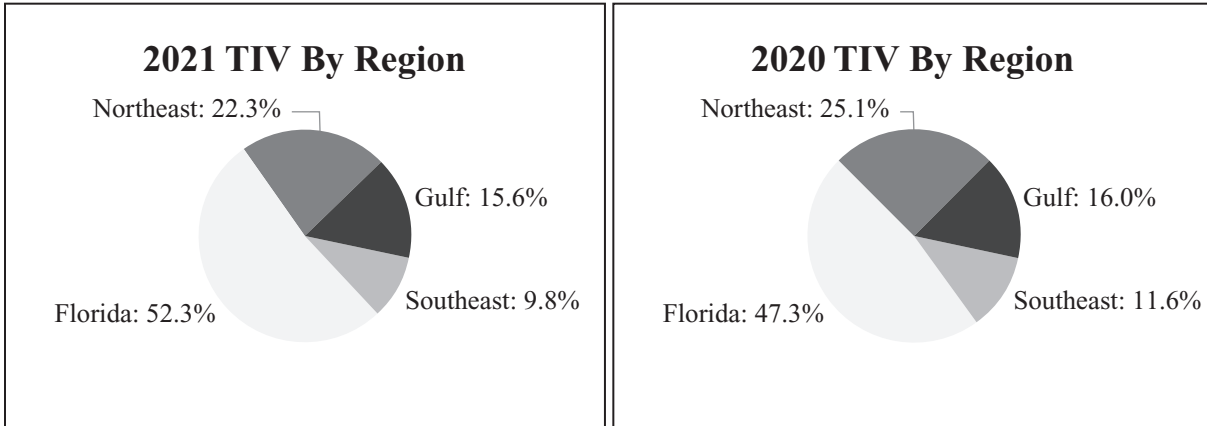 2021 TIV By Region
Northeast: 22.3%
Gulf: 15.6%
Southeast: 9.8%
Florida: 52.3%
2020 TIV By Region
Northeast: 25.1%
Gulf: 16.0%
Southeast: 11.6%
Florida: 47.3%